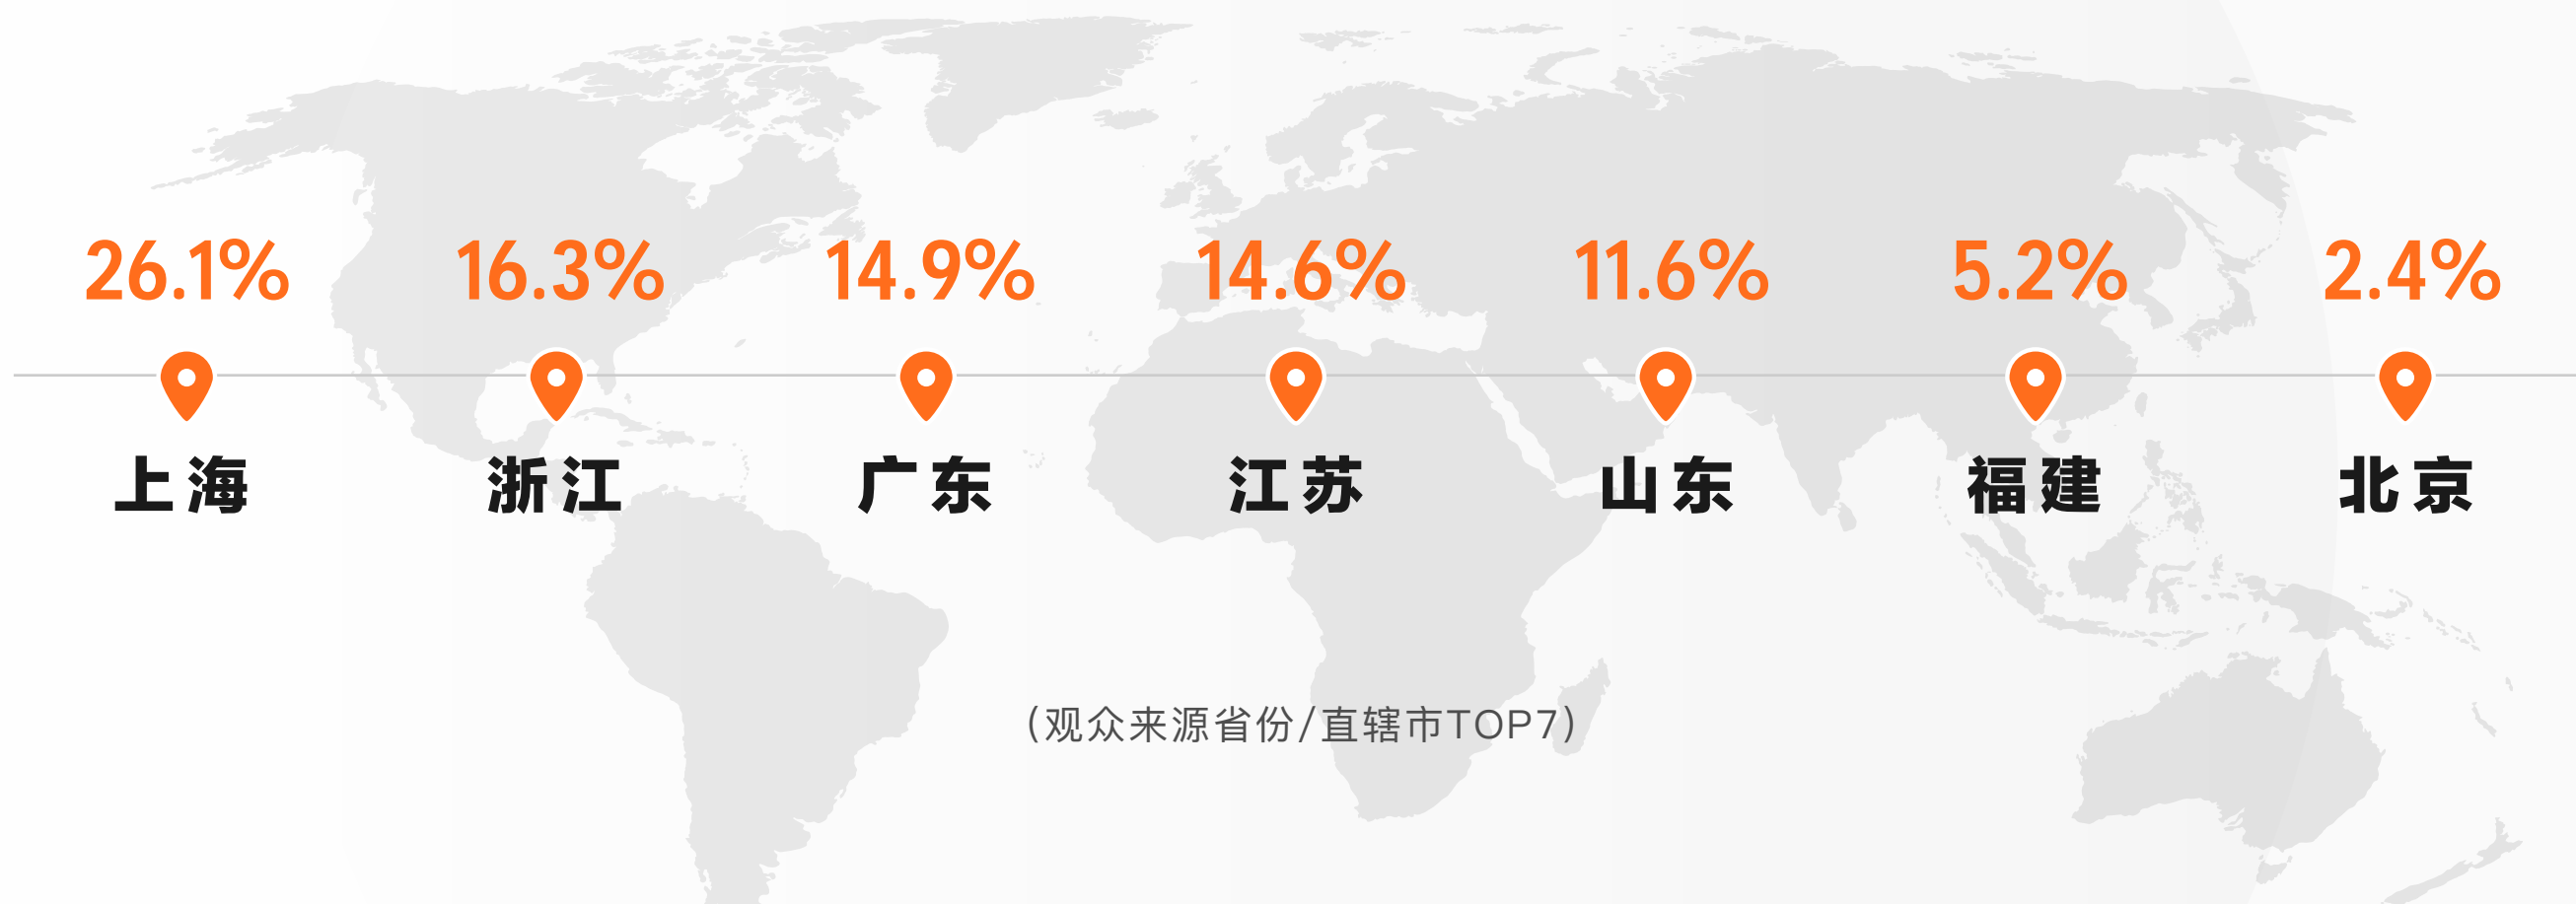 26.1% 16.3% 14.9% 14.6% 11.6% 5.2% 2.4%
上海 浙江 广东 江苏 山东 福建 北京
(观众来源省份/直辖市TOP7)